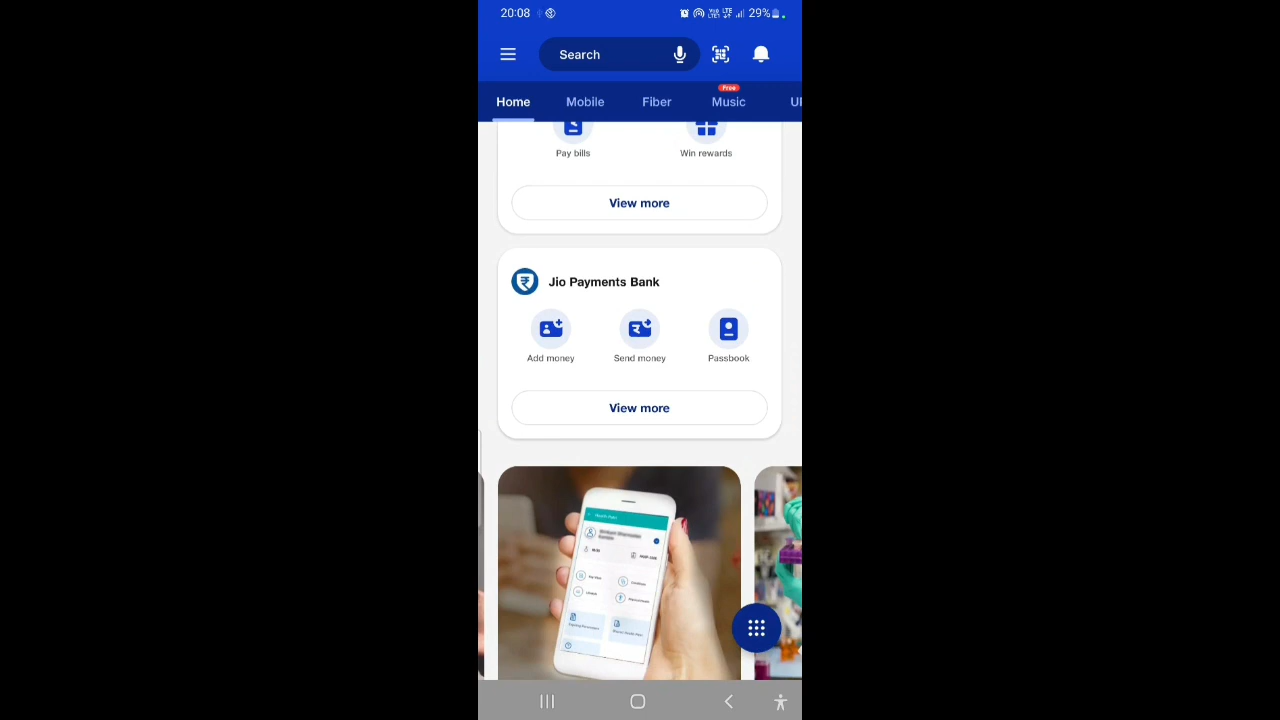 20:08
29%
Search
Free
Home Mobile Fiber Music
Pay bills Win rewards
View more
Jio Payments Bank
Add money Send money Passbook
View more